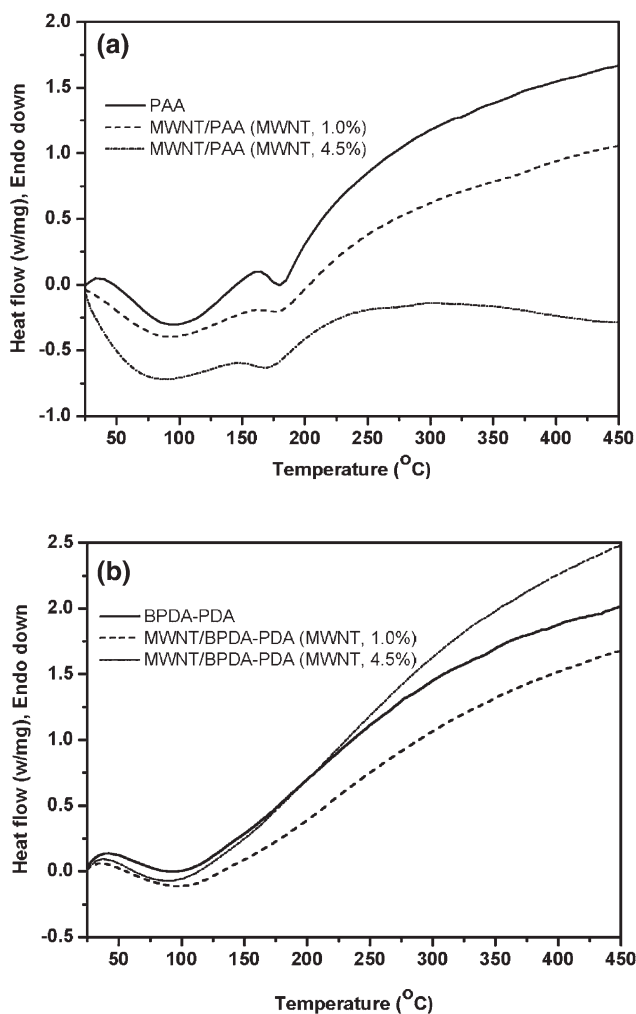 (a)
2.0
1.5
1.0
0.5
0.0
-0.5
-1.0
Heat flow (w/mg), Endo down
PAA
MWNT/PAA (MWNT, 1.0%)
MWNT/PAA (MWNT, 4.5%)
50 100 150 200 250 300 350 400 450
Temperature (OC)
(b)
2.5
2.0
1.5
1.0
0.5
0.0
-0.5
Heat flow (w/mg), Endo down
BPDA-PDA
MWNT/BPDA-PDA (MWNT, 1.0%)
MWNT/BPDA-PDA (MWNT, 4.5%)
50 100 150 200 250 300 350 400 450
Temperature (OC)